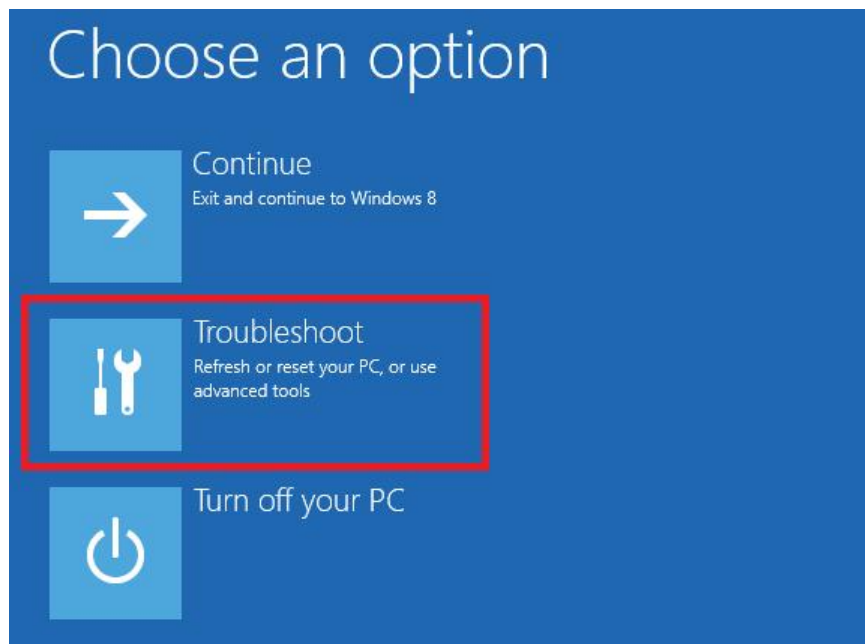 Choose an option
Continue
Exit and continue to Windows 8
Troubleshoot
Refresh or reset your PC, or use
advanced tools
Turn off your PC